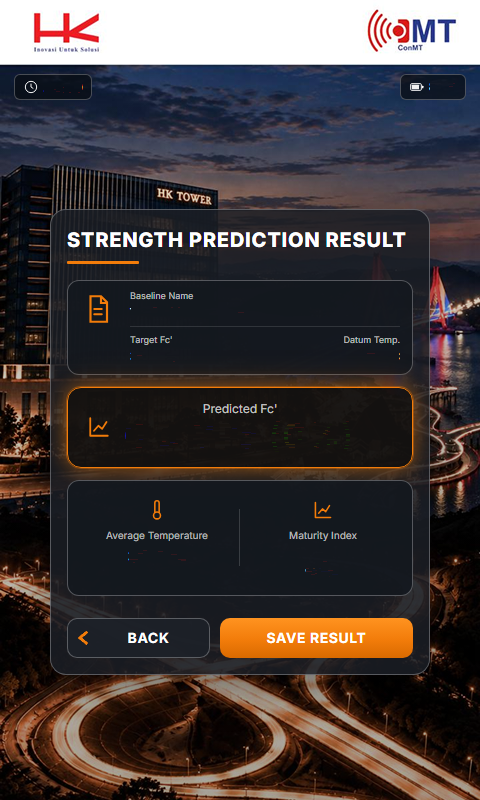 HK
Inovasi Untuk Solusi
MT
ConMT
HK TOWER
STRENGTH PREDICTION RESULT
Baseline Name
Target Fc'
Datum Temp.
Predicted Fc'
Average Temperature
Maturity Index
BACK
SAVE RESULT